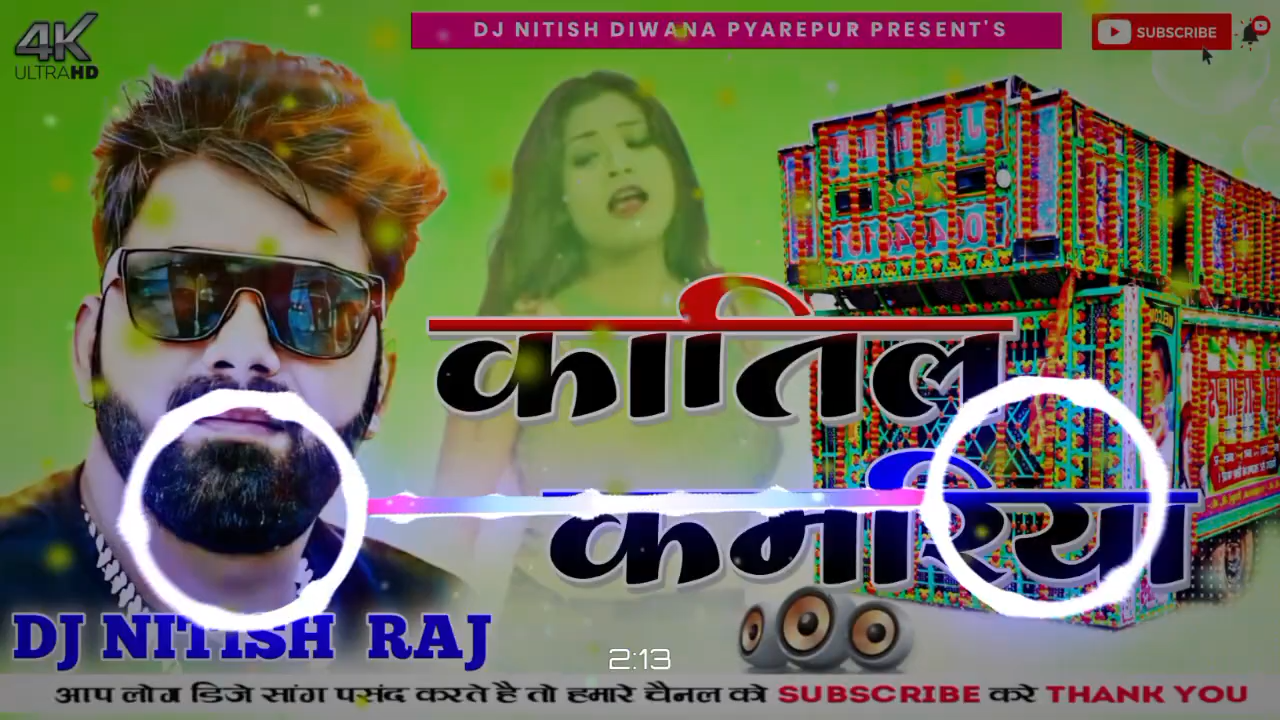 4K
ULTRAHD
DJ NITISH DIWANA PYAREPUR PRESENT'S
SUBSCRIBE
कातिल
कमरिया
DJ NITISH RAJ
2:13
आप लोग डिजे सांग पसंद करते है तो हमारे चैनल को SUBSCRIBE करे THANK YOU